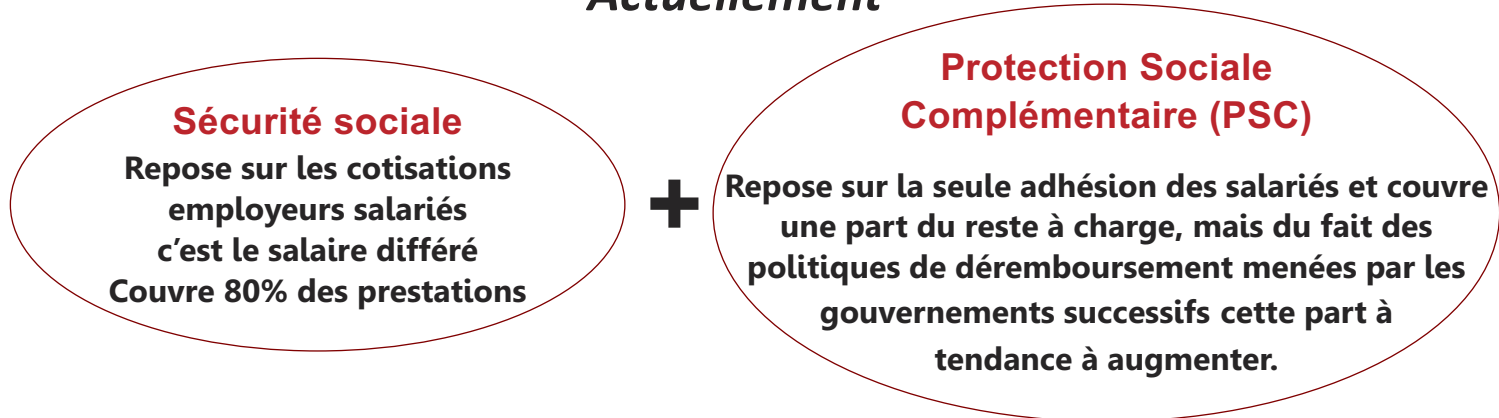 Actuellement
Sécurité sociale
Repose sur les cotisations
employeurs salariés
c’est le salaire différé
Couvre 80% des prestations
+
Protection Sociale
Complémentaire (PSC)
Repose sur la seule adhésion des salariés et couvre
une part du reste à charge, mais du fait des
politiques de déremboursement menées par les
gouvernements successifs cette part à
tendance à augmenter.